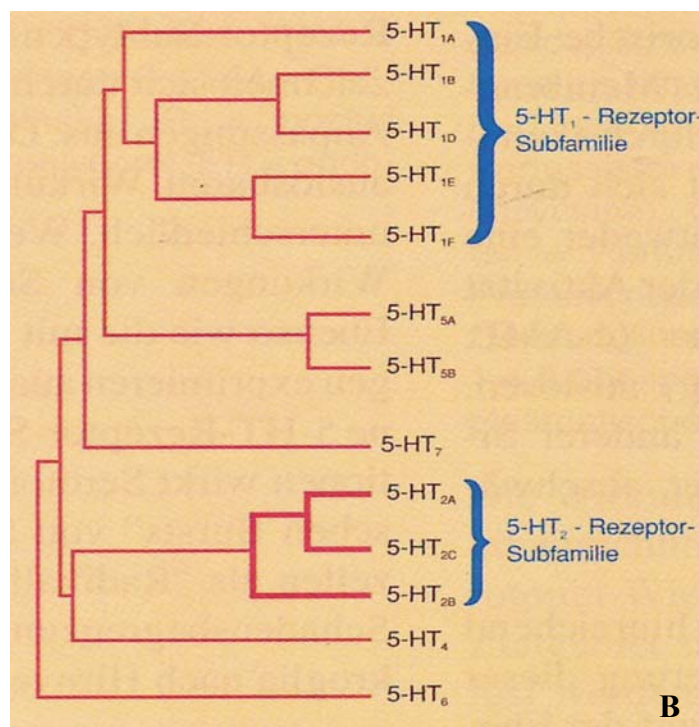 5-HT₁A
5-HT₁B
5-HT₁D
5-HT₁E
5-HT₁F
5-HT₁ - Rezeptor-
Subfamilie
5-HT₅A
5-HT₅B
5-HT₇
5-HT₂A
5-HT₂C
5-HT₂B
5-HT₂ - Rezeptor-
Subfamilie
5-HT₄
5-HT₆
B